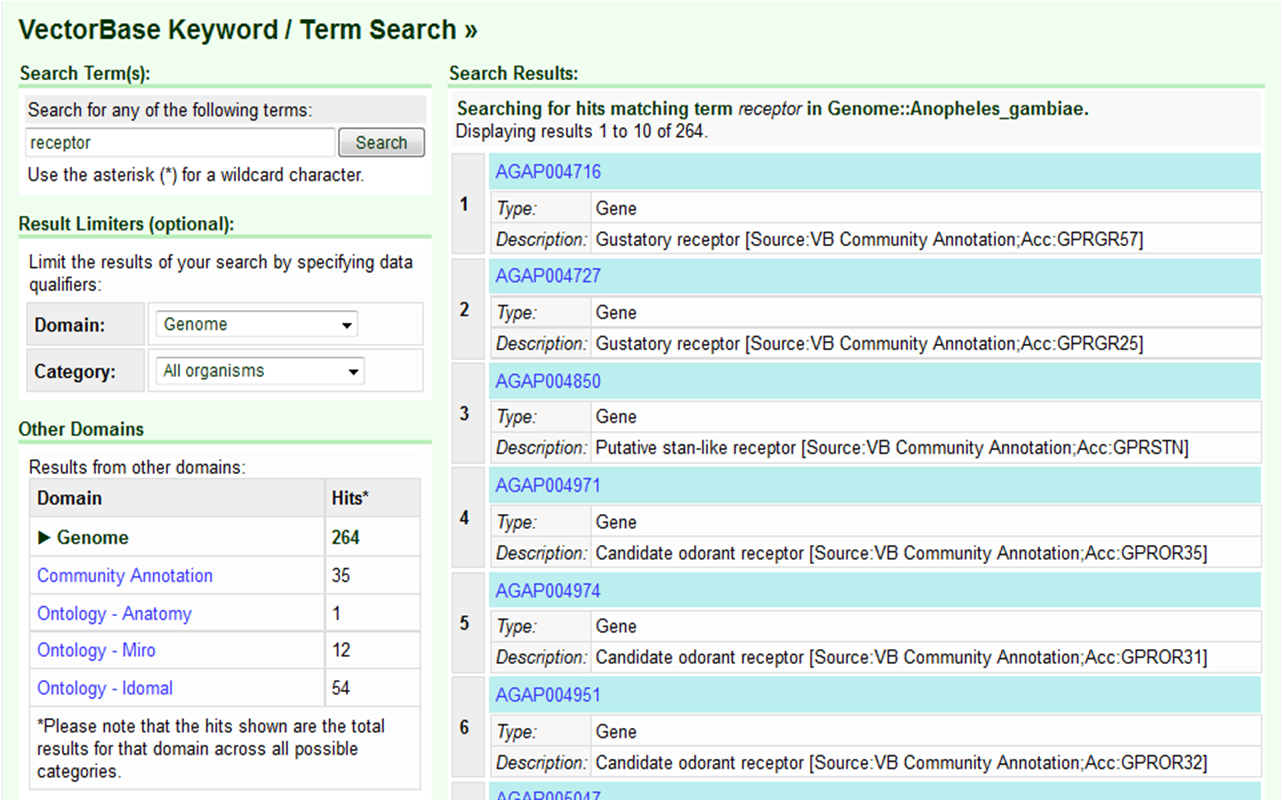 VectorBase Keyword / Term Search »
Search Term(s):
Search for any of the following terms:
receptor
Search
Use the asterisk (*) for a wildcard character.
Result Limiters (optional):
Limit the results of your search by specifying data
qualifiers:
Domain: Genome
Category: All organisms
Other Domains
Results from other domains:
Domain Hits*
▶ Genome 264
Community Annotation 35
Ontology - Anatomy 1
Ontology - Miro 12
Ontology - Idomal 54
*Please note that the hits shown are the total
results for that domain across all possible
categories.
Search Results:
Searching for hits matching term receptor in Genome::Anopheles_gambiae.
Displaying results 1 to 10 of 264.
1
AGAP004716
Type: Gene
Description: Gustatory receptor [Source:VB Community Annotation;Acc:GPRGR57]
2
AGAP004727
Type: Gene
Description: Gustatory receptor [Source:VB Community Annotation;Acc:GPRGR25]
3
AGAP004850
Type: Gene
Description: Putative stan-like receptor [Source:VB Community Annotation;Acc:GPRSTN]
4
AGAP004971
Type: Gene
Description: Candidate odorant receptor [Source:VB Community Annotation;Acc:GPROR35]
5
AGAP004974
Type: Gene
Description: Candidate odorant receptor [Source:VB Community Annotation;Acc:GPROR31]
6
AGAP004951
Type: Gene
Description: Candidate odorant receptor [Source:VB Community Annotation;Acc:GPROR32]
AGAP005047